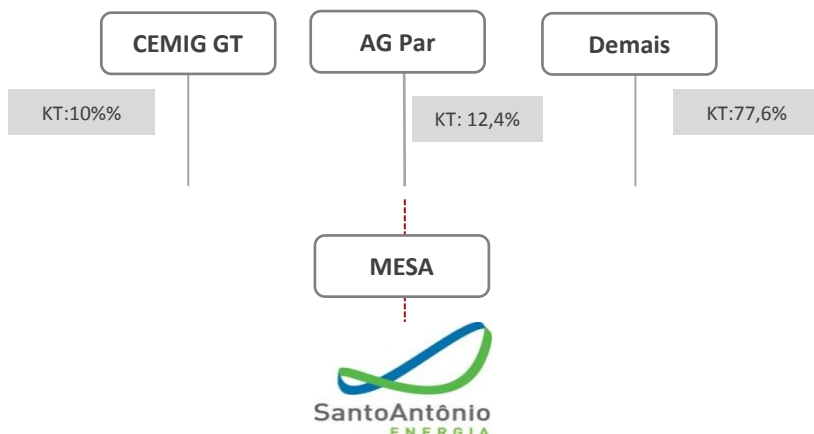 CEMIG GT
AG Par
Demais
KT:10%%
KT: 12,4%
KT:77,6%
MESA
SantoAntônio
ENERGIA